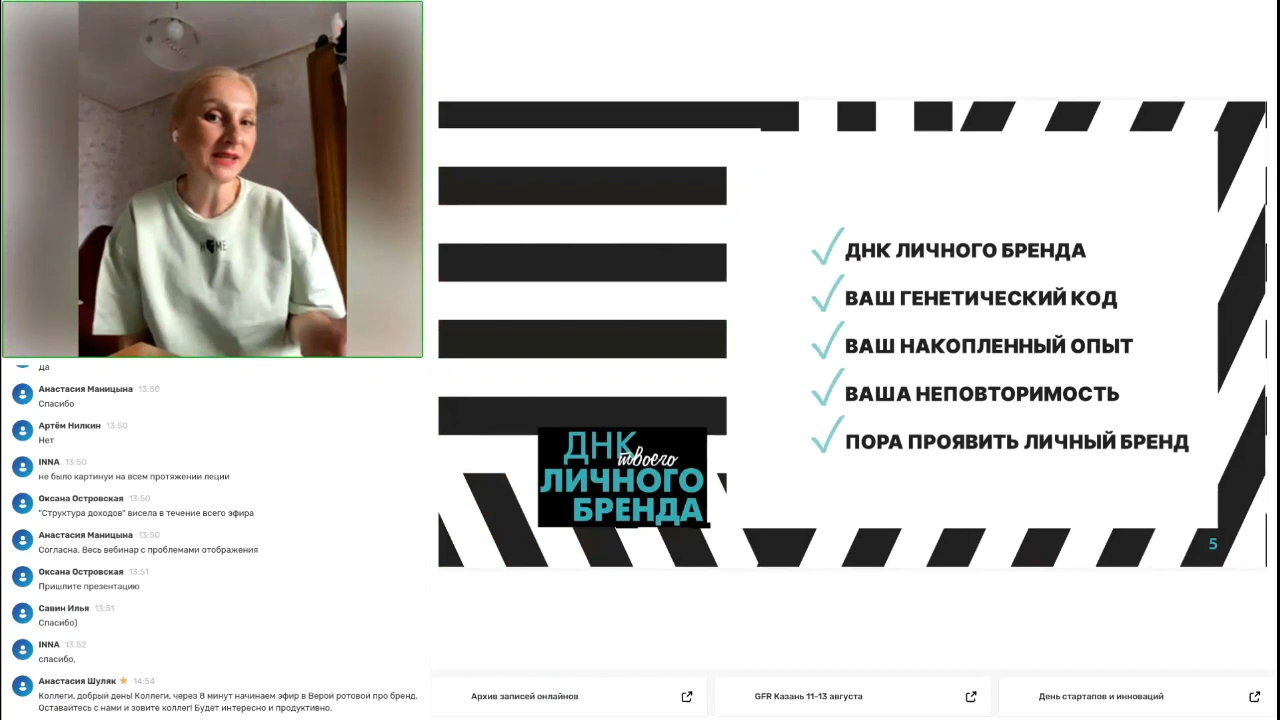 HOME
Да
Анастасия Маницына 13:50
Спасибо
Артём Нилкин 13:50
Нет
INNA 13:50
не было картинуи на всем протяжении леции
Оксана Островская 13:50
"Структура доходов" висела в течение всего эфира
Анастасия Маницына 13:50
Согласна. Весь вебинар с проблемами отображения
Оксана Островская 13:51
Пришлите презентацию
Савин Илья 13:51
Спасибо)
INNA 13:52
спасибо,
Анастасия Шуляк 14:54
Коллеги, добрый день! Коллеги, через 8 минут начинаем эфир в Верой ротовой про бренд.
Оставайтесь с нами и зовите коллег! Будет интересно и продуктивно.
ДНК ЛИЧНОГО БРЕНДА
ВАШ ГЕНЕТИЧЕСКИЙ КОД
ВАШ НАКОПЛЕННЫЙ ОПЫТ
ВАША НЕПОВТОРИМОСТЬ
ПОРА ПРОЯВИТЬ ЛИЧНЫЙ БРЕНД
ДНК
твоего
ЛИЧНОГО
БРЕНДА
5
Архив записей онлайнов
GFR Казань 11-13 августа
День стартапов и инноваций